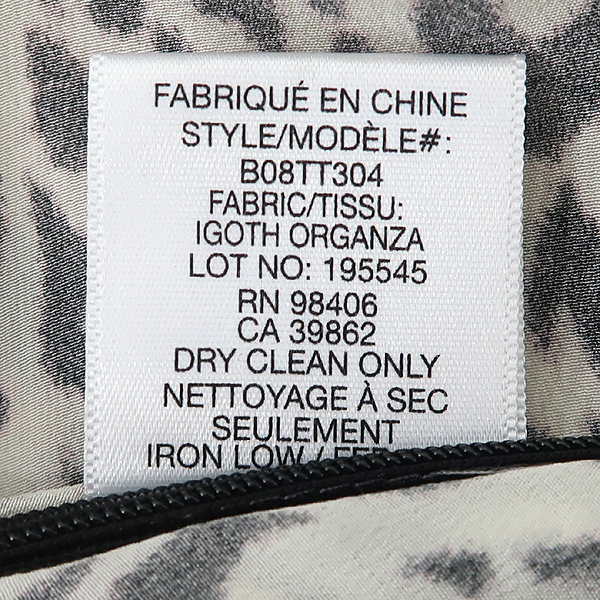 FABRIQUÉ EN CHINE
STYLE/MODÈLE#:
B08TT304
FABRIC/TISSU:
IGOTH ORGANZA
LOT NO: 195545
RN 98406
CA 39862
DRY CLEAN ONLY
NETTOYAGE À SEC
SEULEMENT
IRON LOW /